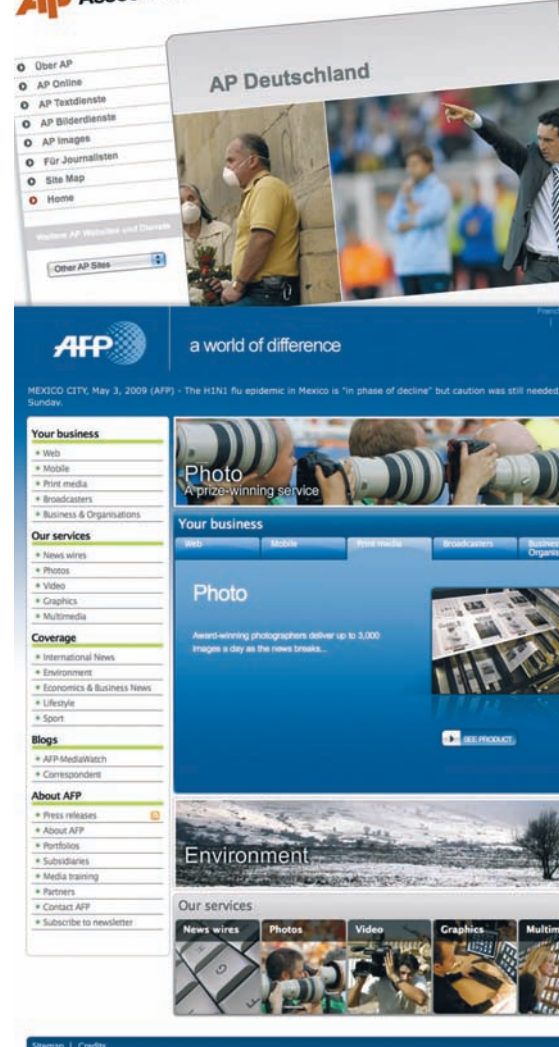 AP
Über AP
AP Online
AP Textdienste
AP Bilderdienste
AP Images
Für Journalisten
Site Map
Home
Weitere AP Websites und Dienste
Other AP Sites
AP Deutschland
AFP
a world of difference
MEXICO CITY, May 3, 2009 (AFP) - The H1N1 flu epidemic in Mexico is "in phase of decline" but caution was still needed
Sunday.
Your business
Web
Mobile
Print media
Broadcasters
Business & Organisations
Our services
News wires
Photos
Video
Graphics
Multimedia
Coverage
International News
Environment
Economics & Business News
Lifestyle
Sport
Blogs
AFP-MediaWatch
Correspondent
About AFP
Press releases
About AFP
Portfolios
Subsidiaries
Media training
Partners
Contact AFP
Subscribe to newsletter
Photo
A prize-winning service
Your business
Web Mobile Print media Broadcasters
Photo
Award-winning photographers deliver up to 3,000
images a day as the news breaks...
SEE PRODUCT
Environment
Our services
News wires Photos Video Graphics
Sitemap | Credits